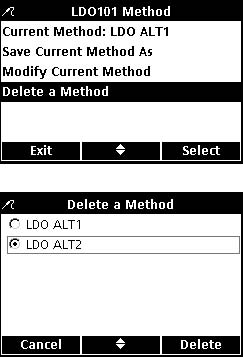 LDO101 Method
Current Method: LDO ALT1
Save Current Method As
Modify Current Method
Delete a Method
Exit Select
Delete a Method
LDO ALT1
LDO ALT2
Cancel Delete